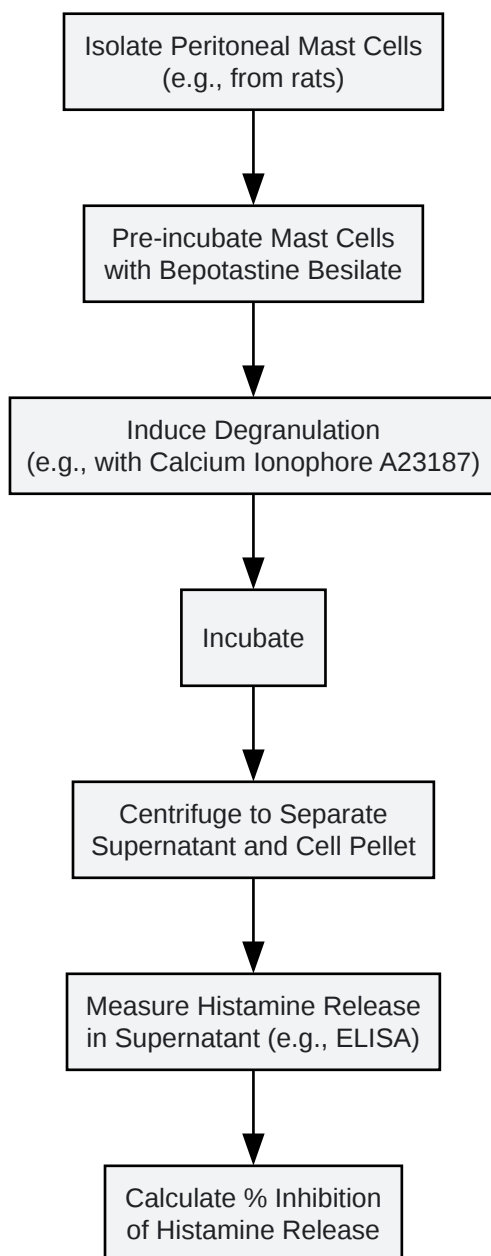 Isolate Peritoneal Mast Cells
(e.g., from rats)
Pre-incubate Mast Cells
with Bepotastine Besilate
Induce Degranulation
(e.g., with Calcium Ionophore A23187)
Incubate
Centrifuge to Separate
Supernatant and Cell Pellet
Measure Histamine Release
in Supernatant (e.g., ELISA)
Calculate % Inhibition
of Histamine Release